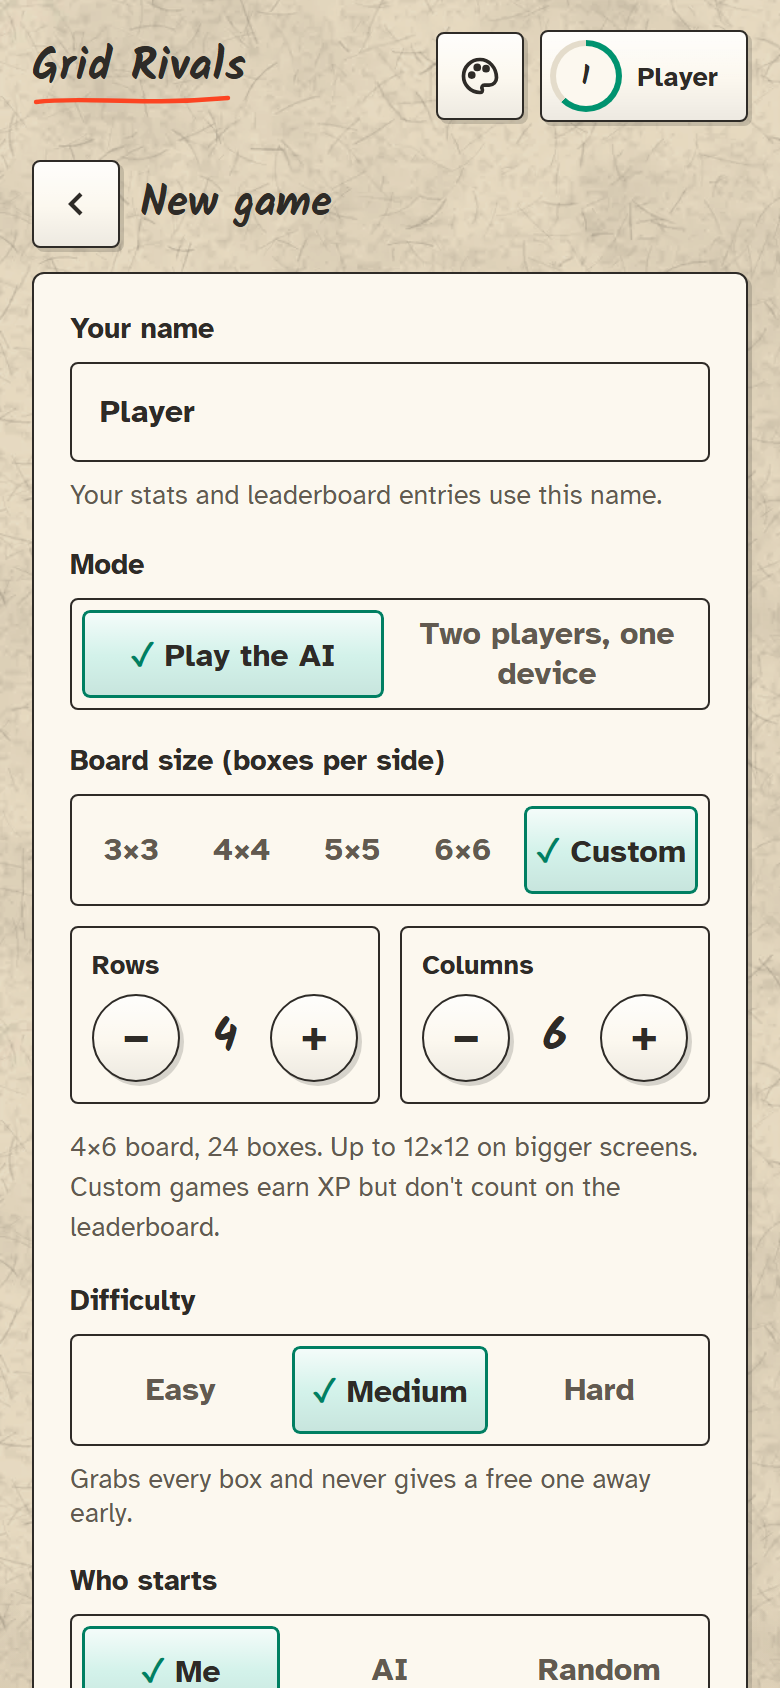 Grid Rivals
1 Player
New game
Your name
Player
Your stats and leaderboard entries use this name.
Mode
✓ Play the AI
Two players, one
device
Board size (boxes per side)
3×3 4×4 5×5 6×6 ✓ Custom
Rows Columns
− 4 + − 6 +
4×6 board, 24 boxes. Up to 12×12 on bigger screens.
Custom games earn XP but don't count on the
leaderboard.
Difficulty
Easy ✓ Medium Hard
Grabs every box and never gives a free one away
early.
Who starts
✓ Me AI Random